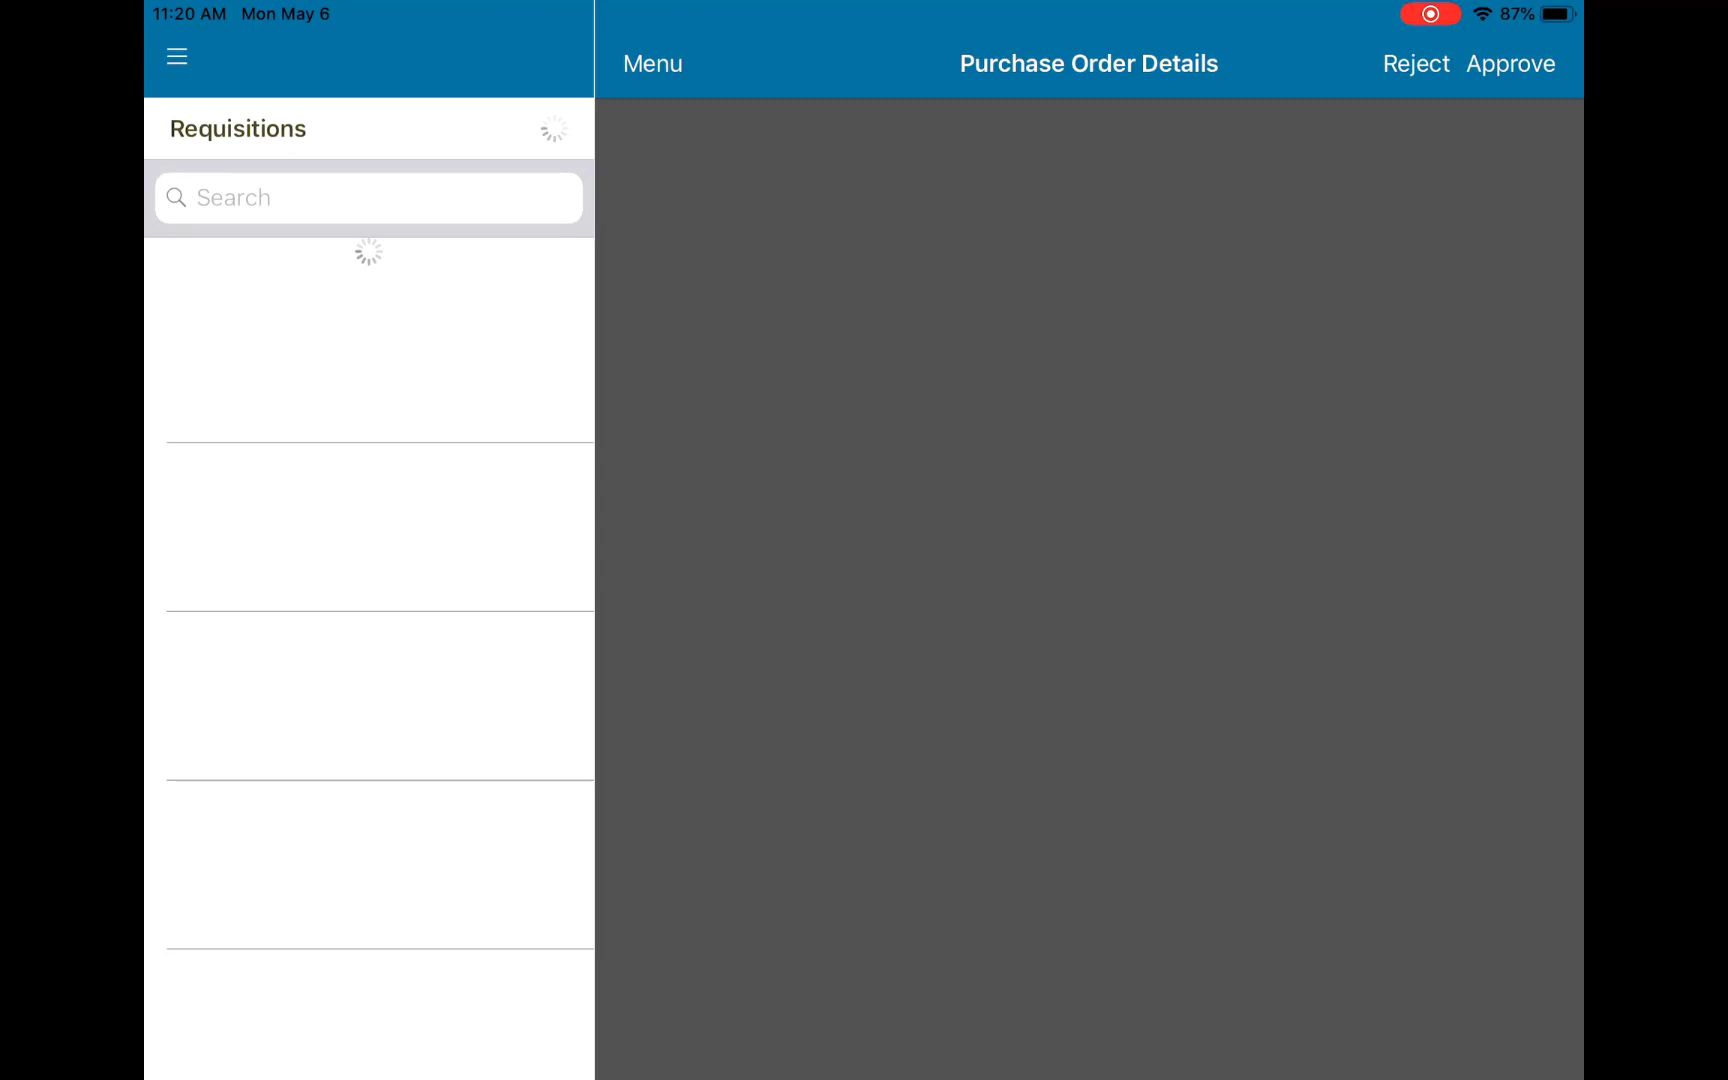 11:20 AM Mon May 6
87%
Menu
Purchase Order Details
Reject Approve
Requisitions
Search